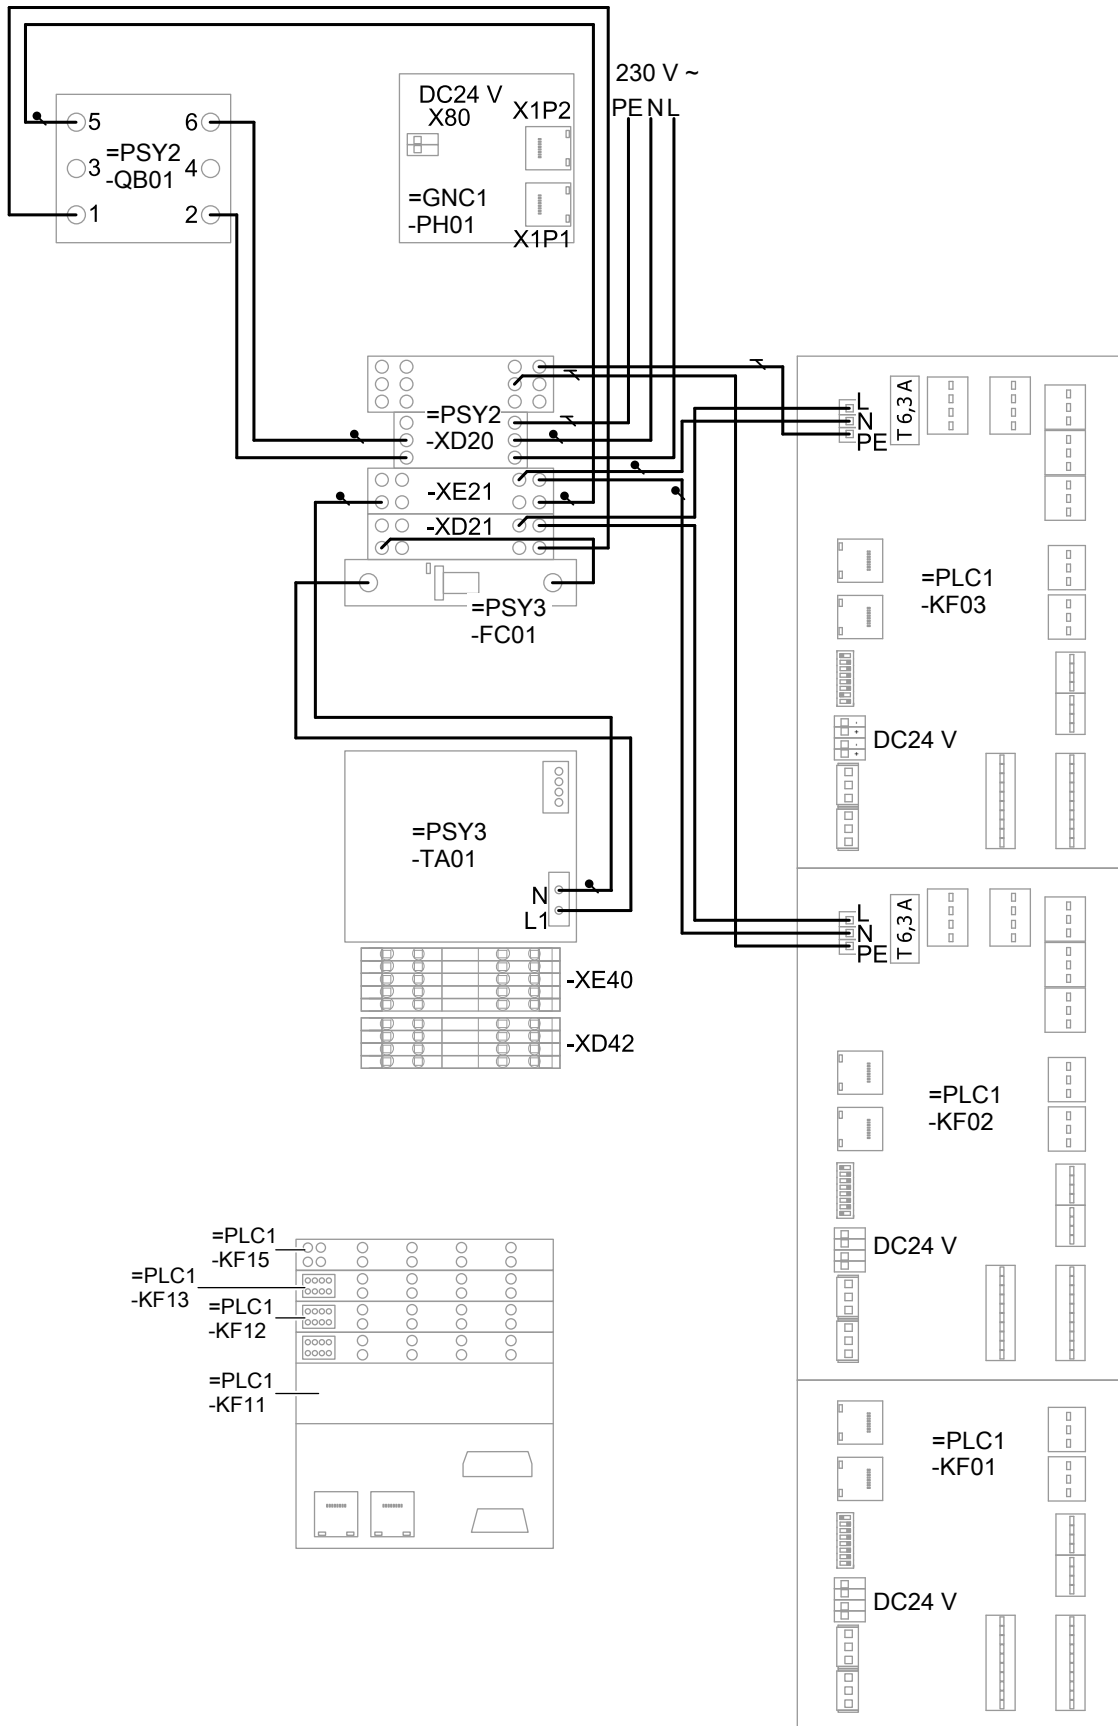 230 V ~
PE N L
DC24 V
X80
X1P2
=GNC1
-PH01
X1P1
5
6
3
=PSY2
-QB01
4
1
2
=PSY2
-XD20
-XE21
-XD21
=PSY3
-FC01
L
N
PE
T 6,3 A
=PLC1
-KF03
- 
+
-
+
DC24 V
=PSY3
-TA01
N
L1
L
N
PE
T 6,3 A
-XE40
-XD42
=PLC1
-KF02
DC24 V
=PLC1
-KF15
=PLC1
-KF13
=PLC1
-KF12
=PLC1
-KF11
=PLC1
-KF01
DC24 V